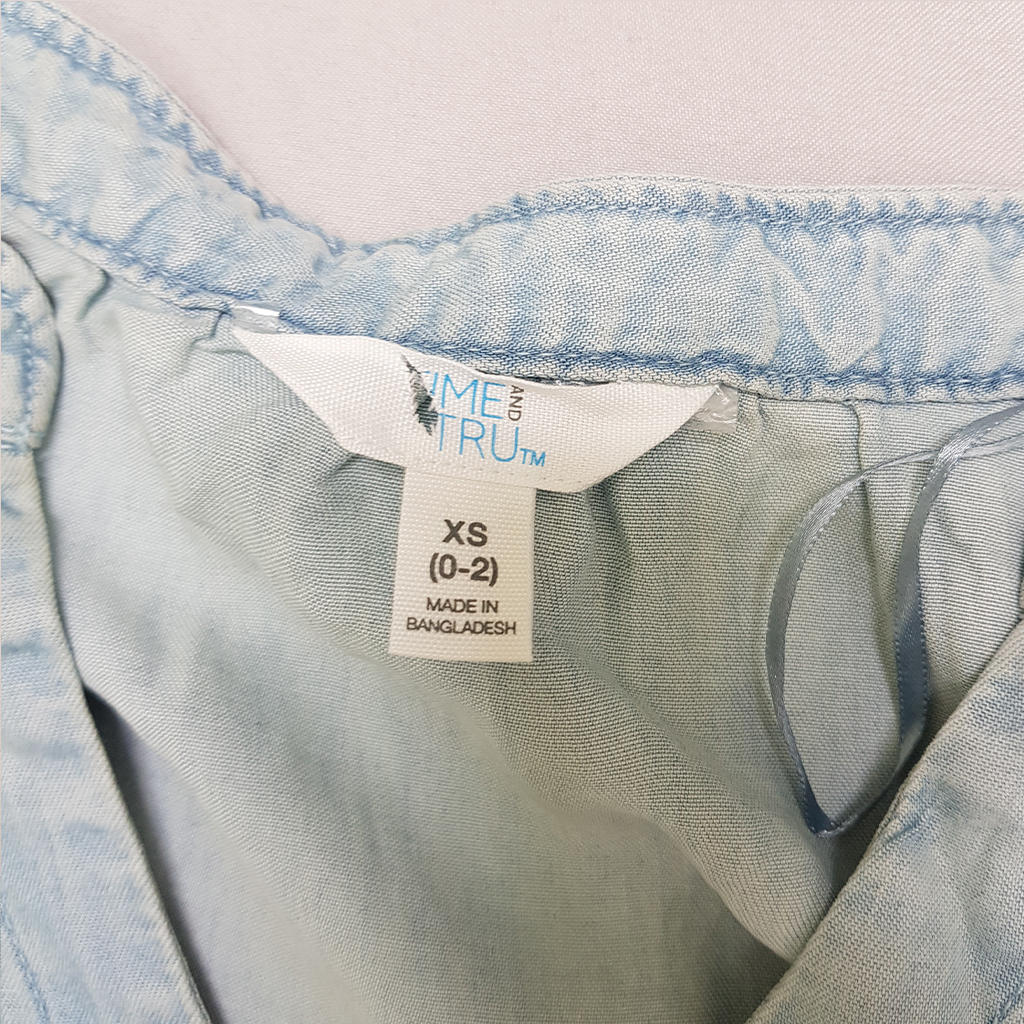 TIME AND
TRU™
XS
(0-2)
MADE IN
BANGLADESH